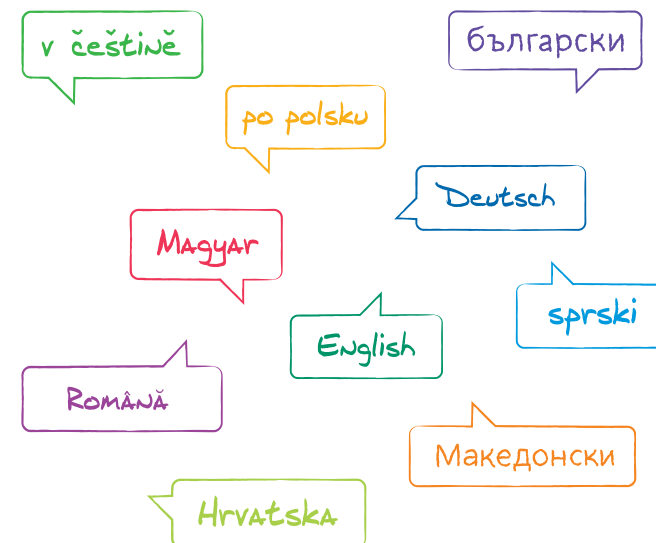 v češtině
български
po polsku
Deutsch
Magyar
sprski
English
Română
Македонски
Hrvatska